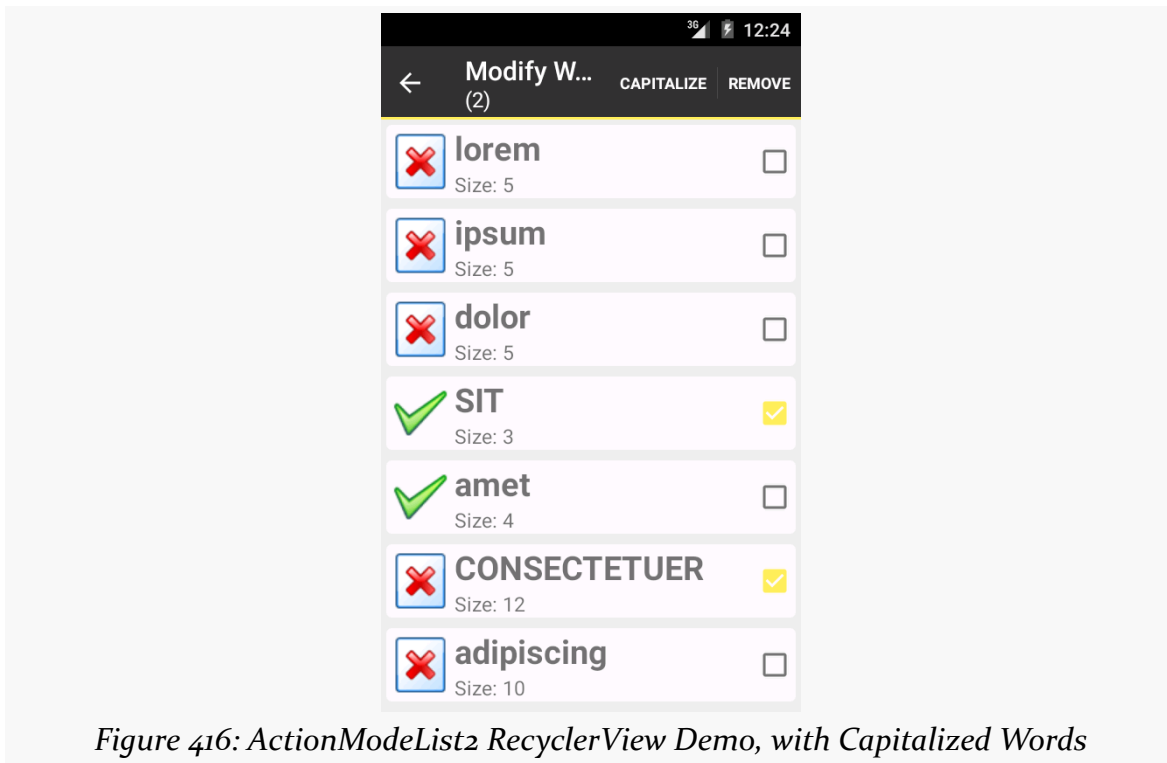 3G 12:24
Modify W... CAPITALIZE REMOVE
(2)
lorem
Size: 5
ipsum
Size: 5
dolor
Size: 5
SIT
Size: 3
amet
Size: 4
CONSECTETUER
Size: 12
adipiscing
Size: 10
Figure 416: ActionModeList2 RecyclerView Demo, with Capitalized Words